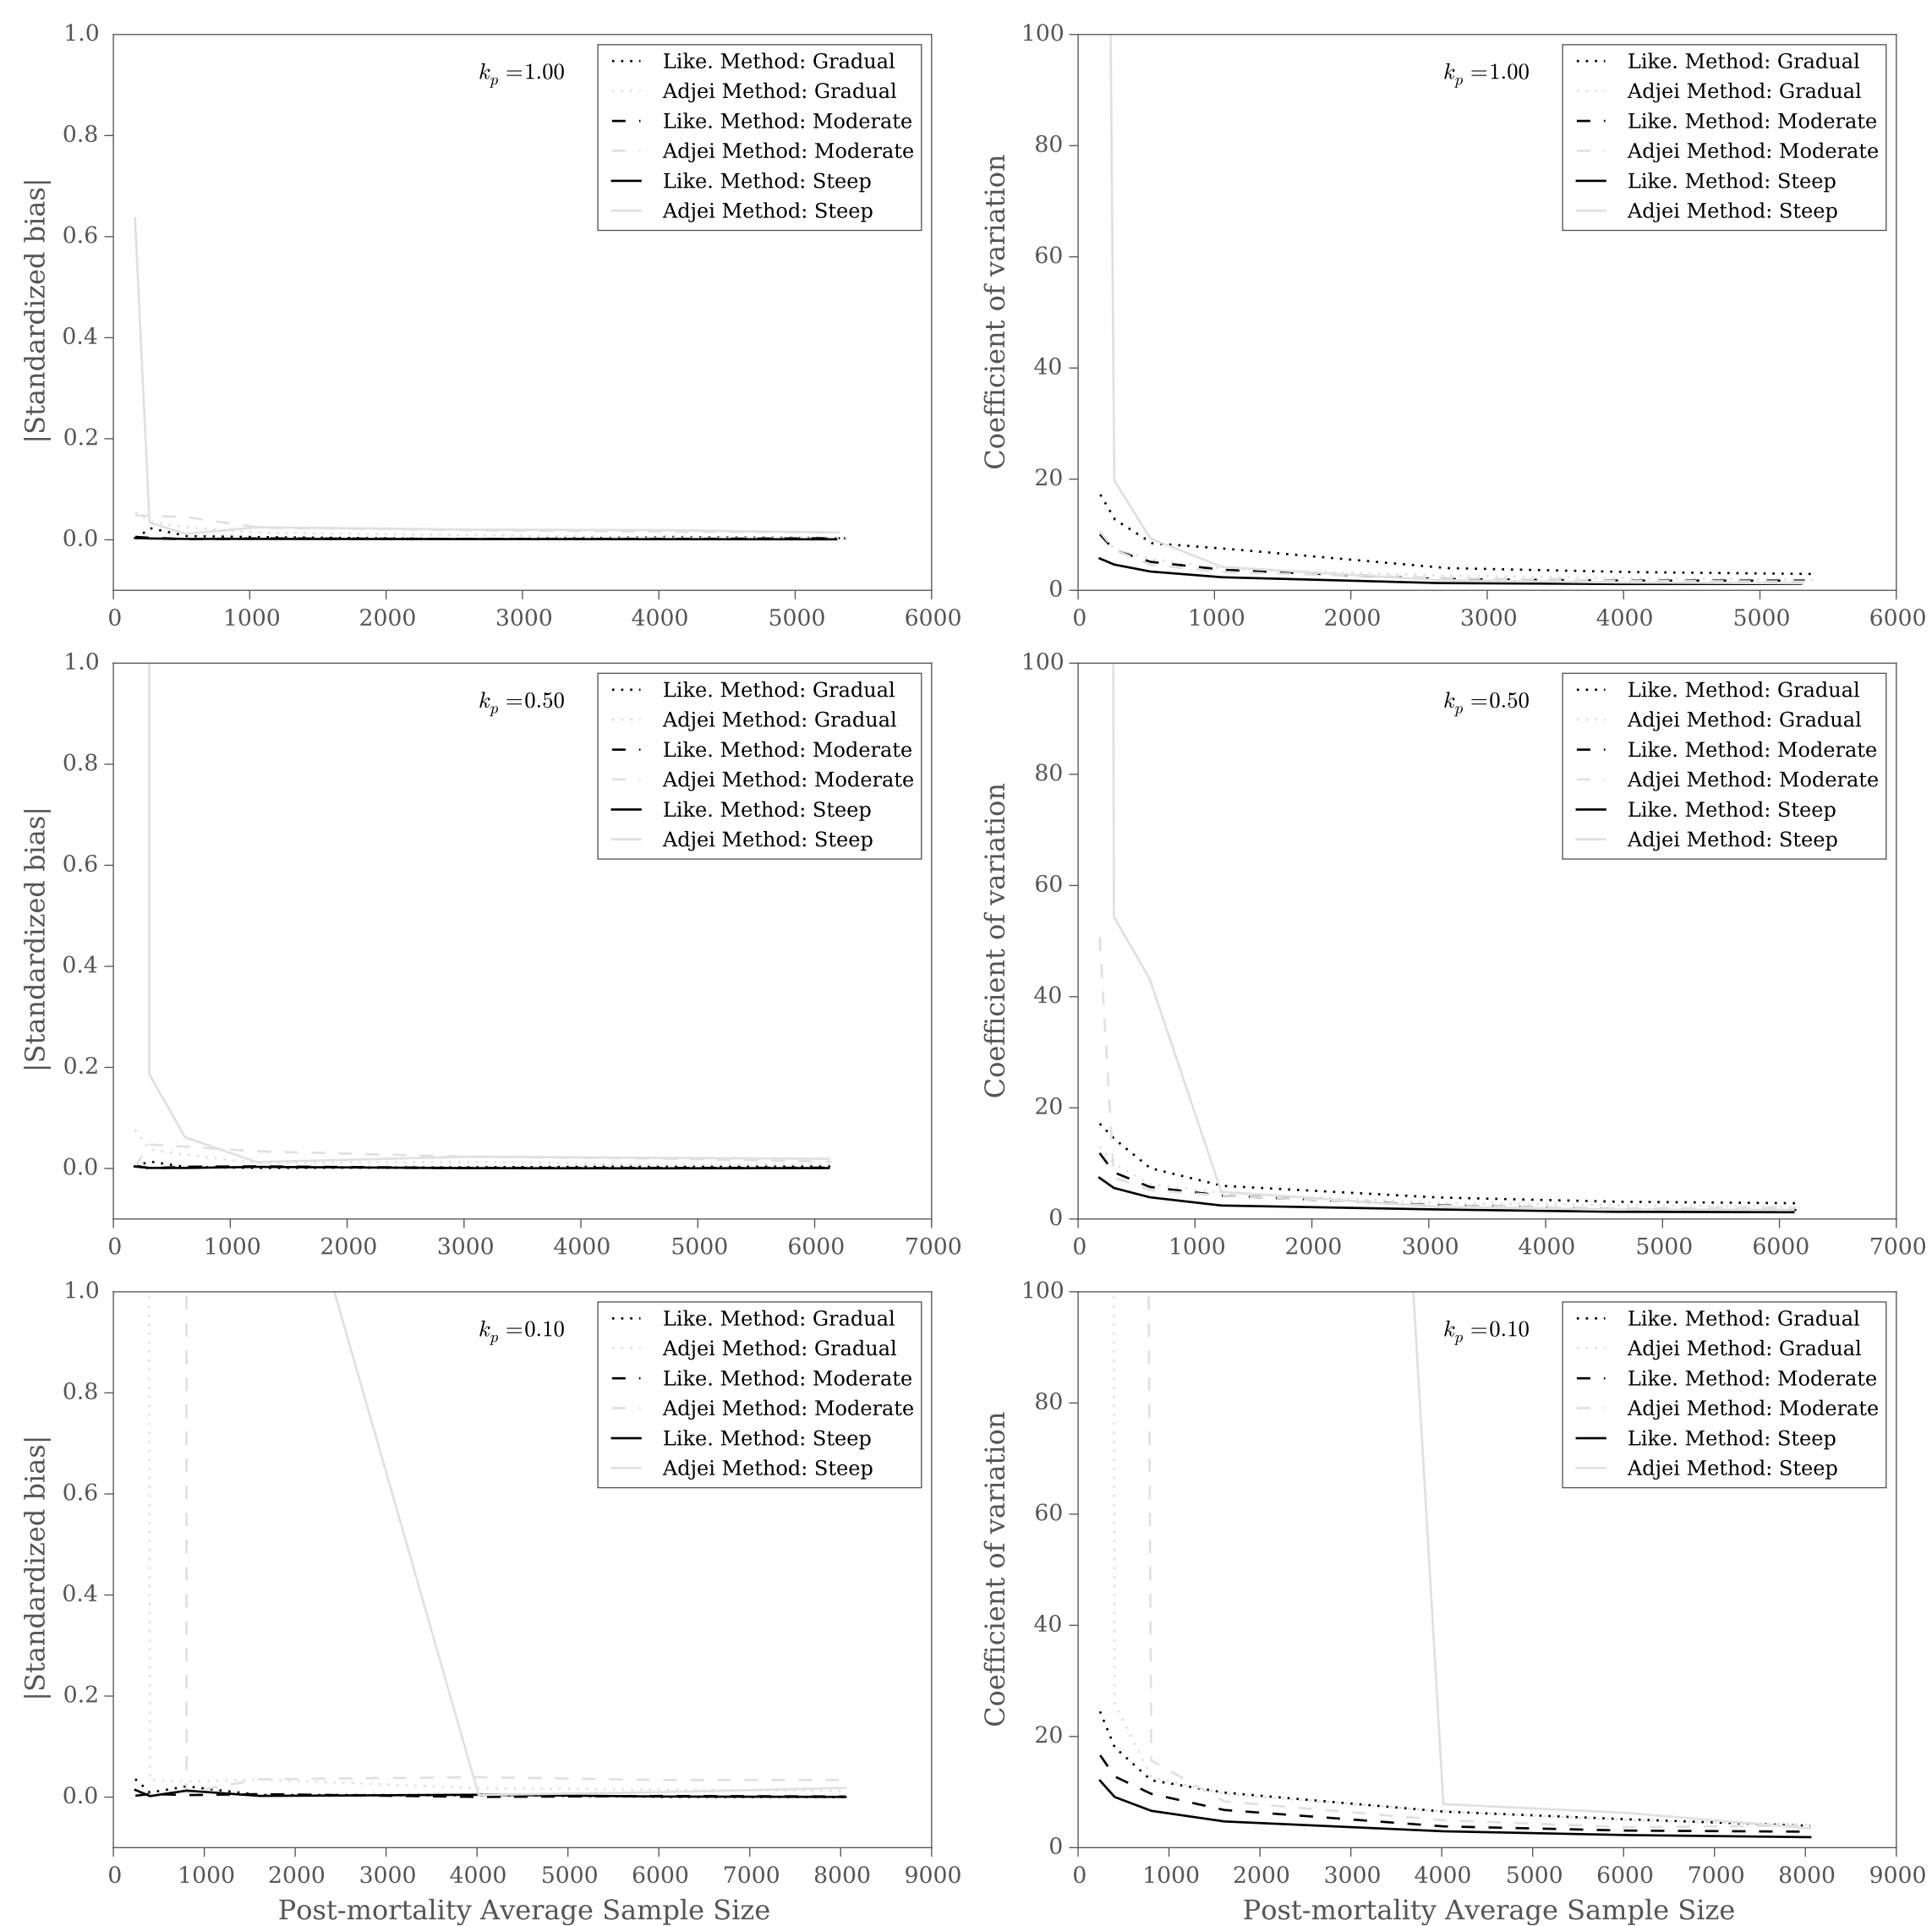 |Standardized bias|
1.0
0.8
0.6
0.4
0.2
0.0
k_p =1.00
Like. Method: Gradual
Adjei Method: Gradual
Like. Method: Moderate
Adjei Method: Moderate
Like. Method: Steep
Adjei Method: Steep
0 1000 2000 3000 4000 5000 6000
Coefficient of variation
100
80
60
40
20
0
k_p =1.00
Like. Method: Gradual
Adjei Method: Gradual
Like. Method: Moderate
Adjei Method: Moderate
Like. Method: Steep
Adjei Method: Steep
0 1000 2000 3000 4000 5000 6000
|Standardized bias|
1.0
0.8
0.6
0.4
0.2
0.0
k_p =0.50
Like. Method: Gradual
Adjei Method: Gradual
Like. Method: Moderate
Adjei Method: Moderate
Like. Method: Steep
Adjei Method: Steep
0 1000 2000 3000 4000 5000 6000 7000
Coefficient of variation
100
80
60
40
20
0
k_p =0.50
Like. Method: Gradual
Adjei Method: Gradual
Like. Method: Moderate
Adjei Method: Moderate
Like. Method: Steep
Adjei Method: Steep
0 1000 2000 3000 4000 5000 6000 7000
|Standardized bias|
1.0
0.8
0.6
0.4
0.2
0.0
k_p =0.10
Like. Method: Gradual
Adjei Method: Gradual
Like. Method: Moderate
Adjei Method: Moderate
Like. Method: Steep
Adjei Method: Steep
0 1000 2000 3000 4000 5000 6000 7000 8000 9000
Post-mortality Average Sample Size
Coefficient of variation
100
80
60
40
20
0
k_p =0.10
Like. Method: Gradual
Adjei Method: Gradual
Like. Method: Moderate
Adjei Method: Moderate
Like. Method: Steep
Adjei Method: Steep
0 1000 2000 3000 4000 5000 6000 7000 8000 9000
Post-mortality Average Sample Size